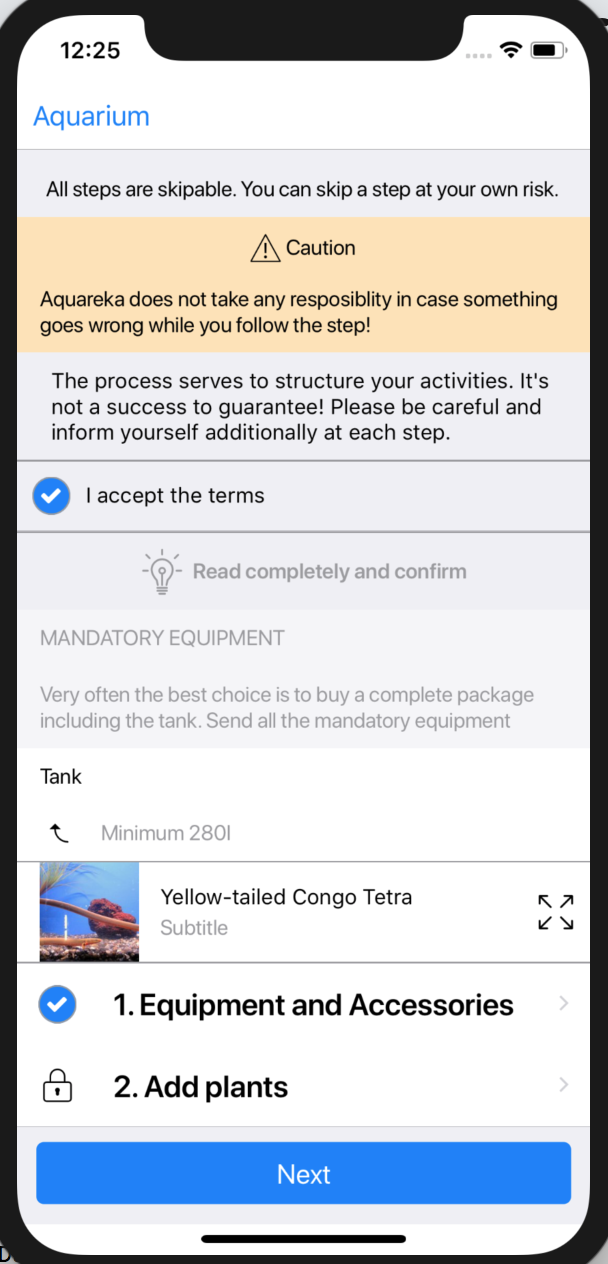 12:25
Aquarium
All steps are skipable. You can skip a step at your own risk.
Caution
Aquareka does not take any resposiblity in case something
goes wrong while you follow the step!
The process serves to structure your activities. It's
not a success to guarantee! Please be careful and
inform yourself additionally at each step.
I accept the terms
Read completely and confirm
MANDATORY EQUIPMENT
Very often the best choice is to buy a complete package
including the tank. Send all the mandatory equipment
Tank
Minimum 280l
Yellow-tailed Congo Tetra
Subtitle
1. Equipment and Accessories
2. Add plants
Next